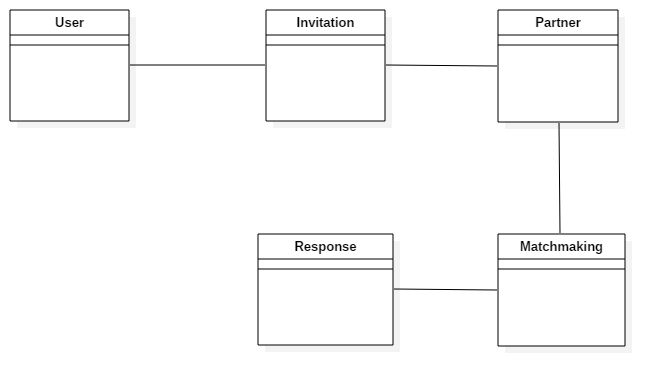 User
Invitation
Partner
Response
Matchmaking